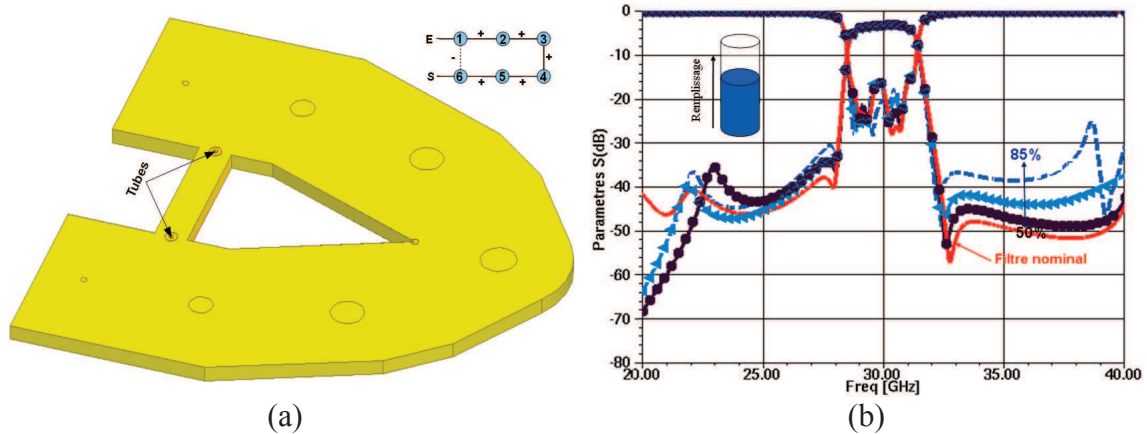 Tubes
E 1 + 2 + 3
- +
S 6 + 5 + 4
(a)
Parametres S(dB)
0
-10
-20
-30
-40
-50
-60
-70
-80
Remplissage
85%
50%
Filtre nominal
20.00 25.00 30.00 35.00 40.00
Freq [GHz]
(b)